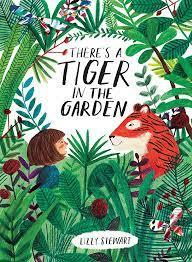 THERE'S A
TIGER
IN THE
GARDEN
LIZZY STEWART